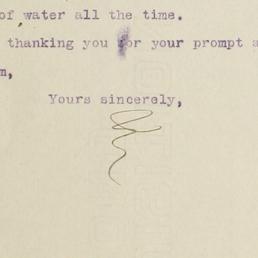 of water all the time.
thanking you for your prompt a
m,
Yours sincerely,